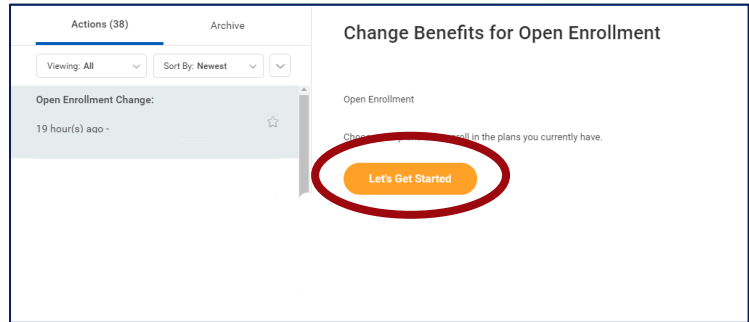 Actions (38)
Archive
Viewing: All
Sort By: Newest
Open Enrollment Change:
19 hour(s) ago -
Change Benefits for Open Enrollment
Open Enrollment
in the plans you currently have.
Let's Get Started